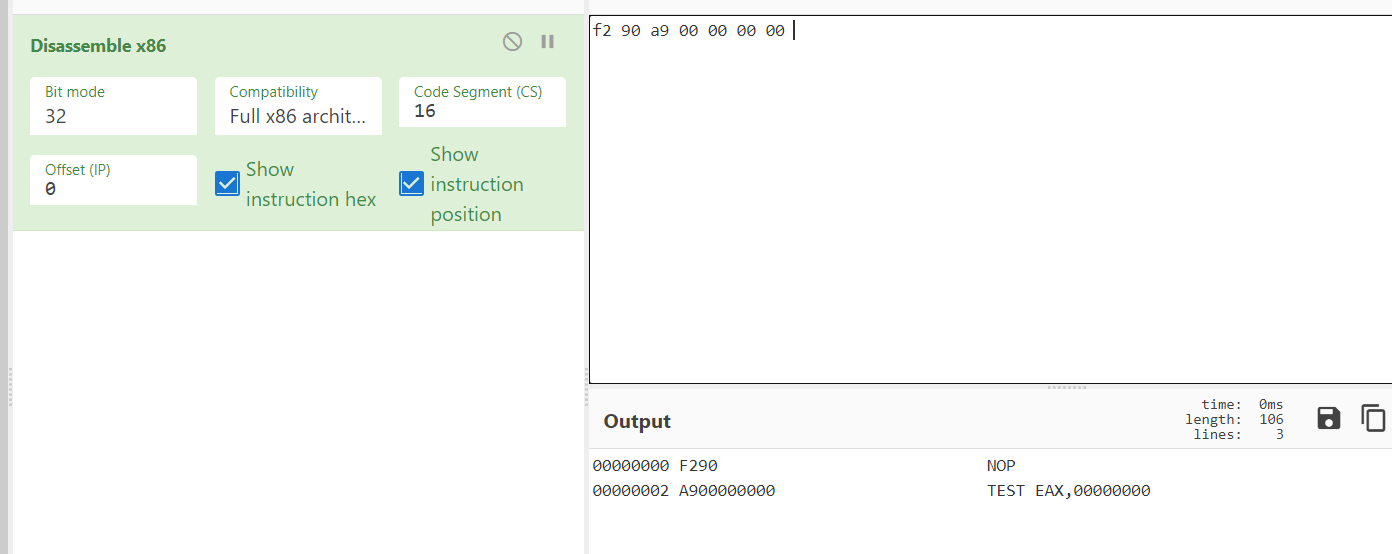 Disassemble x86
Bit mode
32
Compatibility
Full x86 archit...
Code Segment (CS)
16
Offset (IP)
0
Show
instruction hex
Show
instruction
position
f2 90 a9 00 00 00 00
Output
time: 0ms
length: 106
lines: 3
00000000 F290 NOP
00000002 A900000000 TEST EAX,00000000